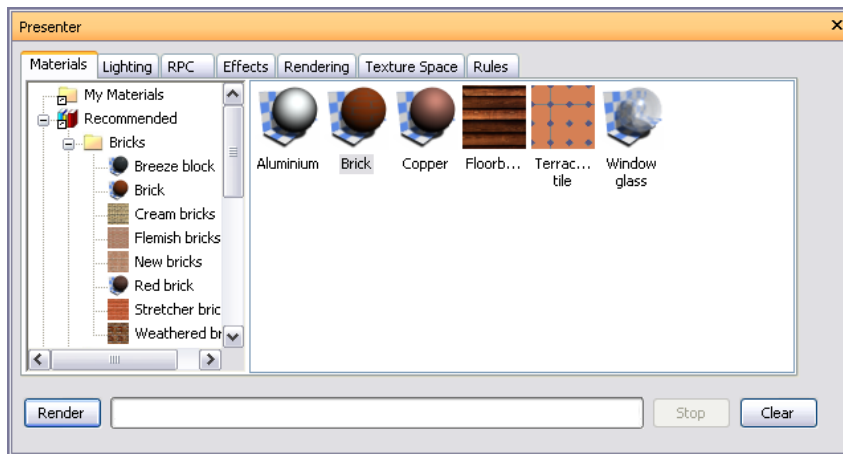 Presenter
Materials Lighting RPC Effects Rendering Texture Space Rules
My Materials
Recommended
Bricks
Breeze block
Brick
Cream bricks
Flemish bricks
New bricks
Red brick
Stretcher bric
Weathered br
Aluminium Brick Copper Floorb... Terrac... Window
tile glass
Render Stop Clear